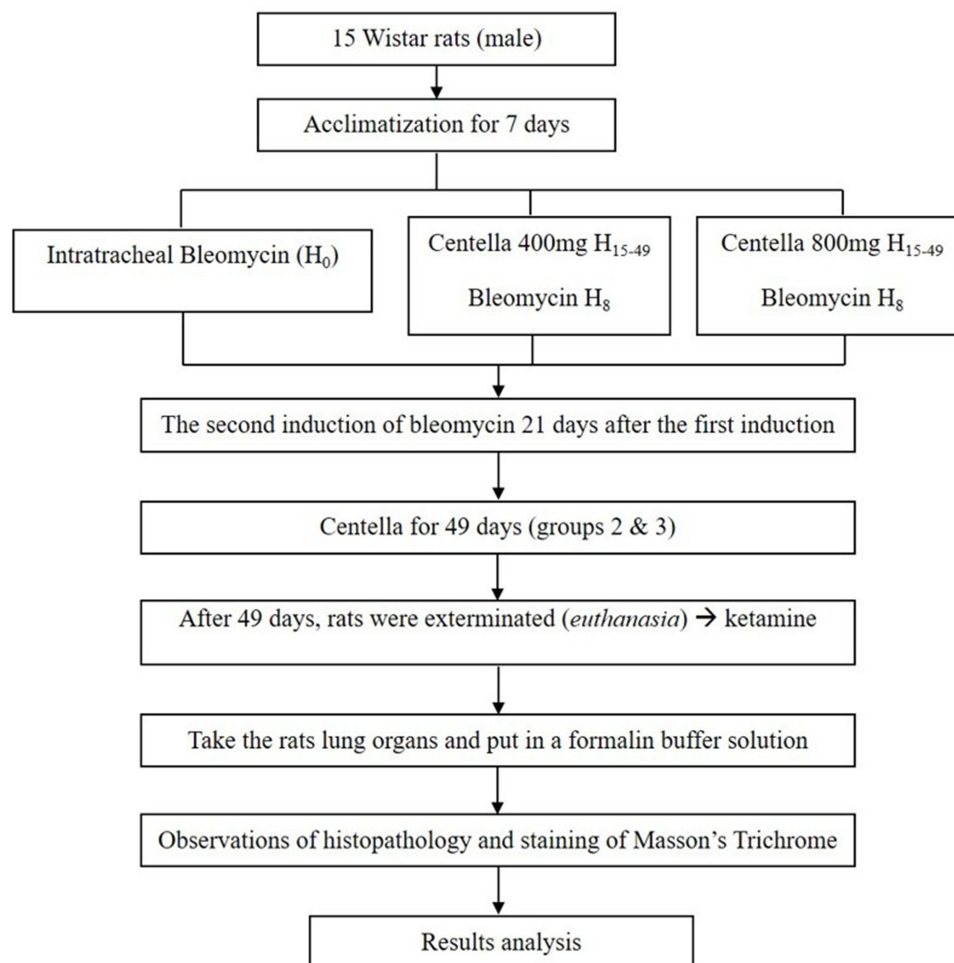 15 Wistar rats (male)
Acclimatization for 7 days
Intratracheal Bleomycin (H₀)
Centella 400mg H₁₅₋₄₉
Bleomycin H₈
Centella 800mg H₁₅₋₄₉
Bleomycin H₈
The second induction of bleomycin 21 days after the first induction
Centella for 49 days (groups 2 & 3)
After 49 days, rats were exterminated (euthanasia) → ketamine
Take the rats lung organs and put in a formalin buffer solution
Observations of histopathology and staining of Masson’s Trichrome
Results analysis